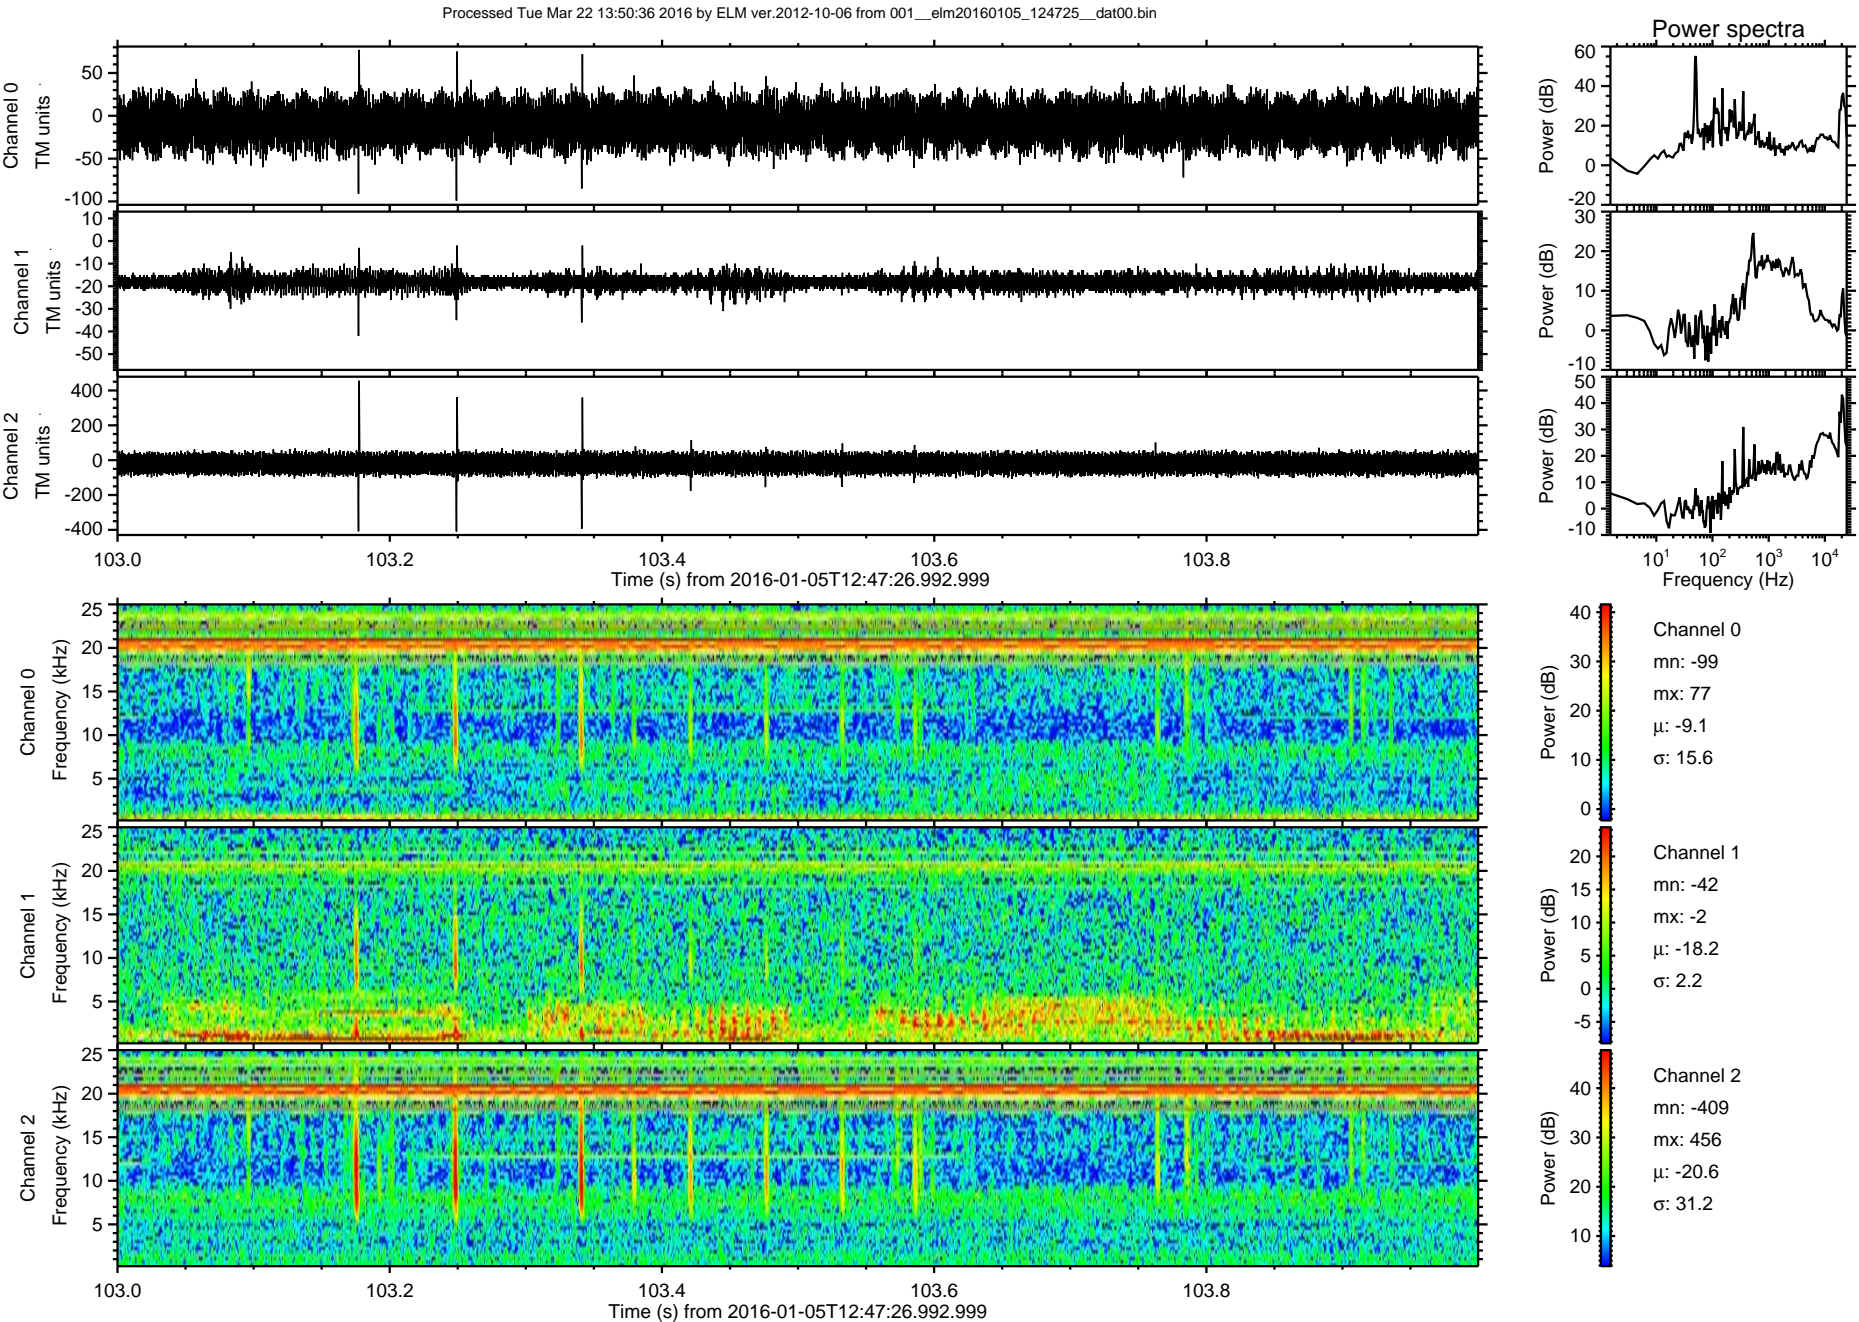 Processed Tue Mar 22 13:50:36 2016 by ELM ver.2012-10-06 from 001__elm20160105_124725__dat00.bin
Power spectra
Channel 0
TM units
50
0
-50
-100
Power (dB)
60
40
20
0
-20
Channel 1
TM units
10
0
-10
-20
-30
-40
-50
Power (dB)
30
20
10
0
-10
Channel 2
TM units
400
200
0
-200
-400
Power (dB)
50
40
30
20
10
0
-10
103.0 103.2 103.4 103.6 103.8
Time (s) from 2016-01-05T12:47:26.992.999
10^1 10^2 10^3 10^4
Frequency (Hz)
Channel 0
Frequency (kHz)
25
20
15
10
5
Power (dB)
40
30
20
10
0
Channel 0
mn: -99
mx: 77
μ: -9.1
σ: 15.6
Channel 1
Frequency (kHz)
25
20
15
10
5
Power (dB)
20
15
10
5
0
-5
Channel 1
mn: -42
mx: -2
μ: -18.2
σ: 2.2
Channel 2
Frequency (kHz)
25
20
15
10
5
Power (dB)
40
30
20
10
Channel 2
mn: -409
mx: 456
μ: -20.6
σ: 31.2
103.0 103.2 103.4 103.6 103.8
Time (s) from 2016-01-05T12:47:26.992.999